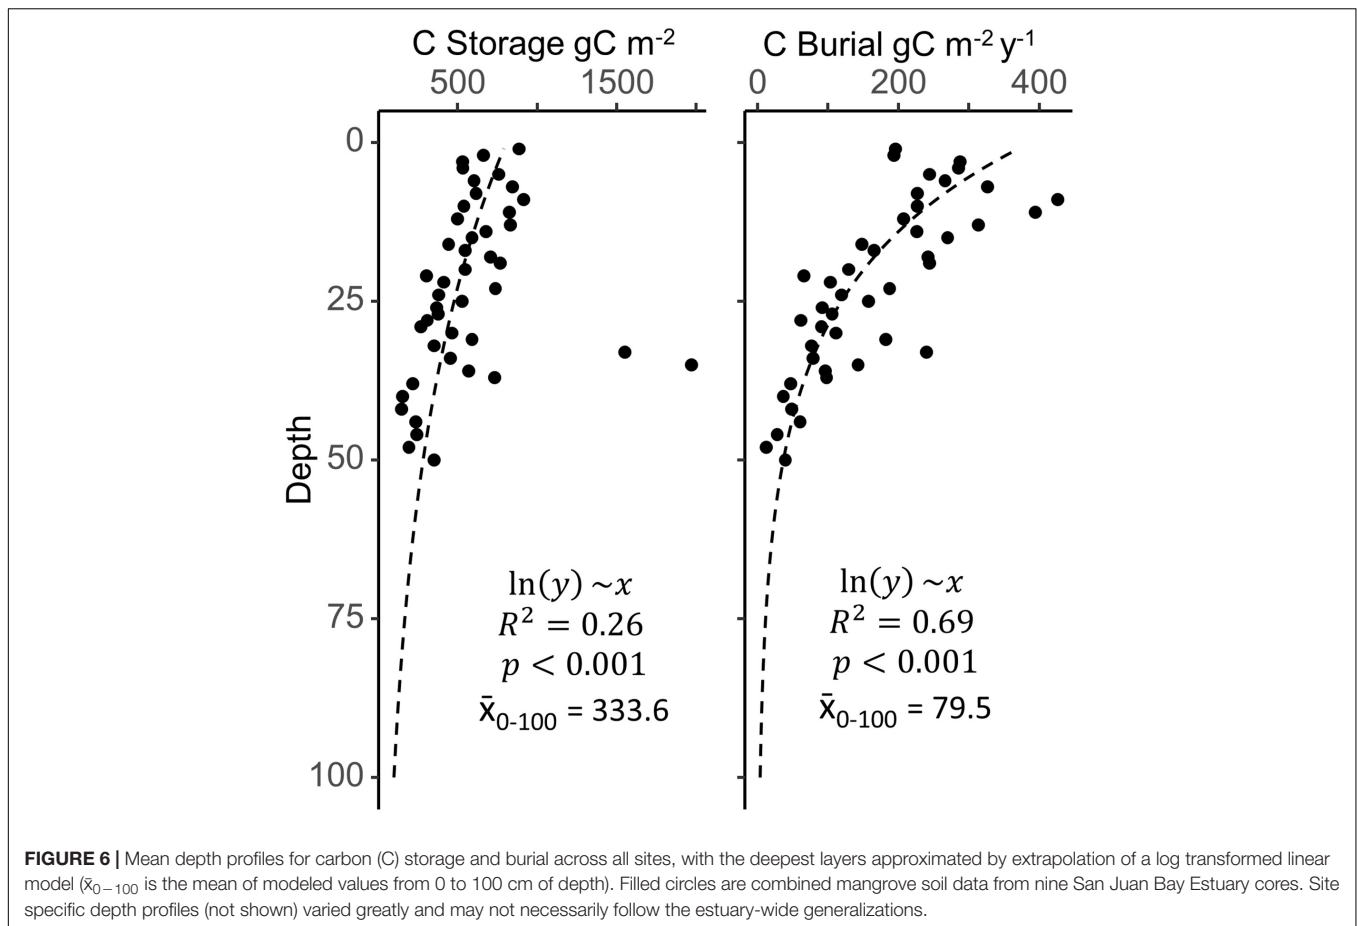 C Storage gC m⁻²
500 1500
C Burial gC m⁻² y⁻¹
0 200 400
0
25
50
75
100
Depth
ln(y) ~x
R² = 0.26
p < 0.001
x̄₀₋₁₀₀ = 333.6
ln(y) ~x
R² = 0.69
p < 0.001
x̄₀₋₁₀₀ = 79.5
FIGURE 6 | Mean depth profiles for carbon (C) storage and burial across all sites, with the deepest layers approximated by extrapolation of a log transformed linear
model (x̄₀₋₁₀₀ is the mean of modeled values from 0 to 100 cm of depth). Filled circles are combined mangrove soil data from nine San Juan Bay Estuary cores. Site
specific depth profiles (not shown) varied greatly and may not necessarily follow the estuary-wide generalizations.